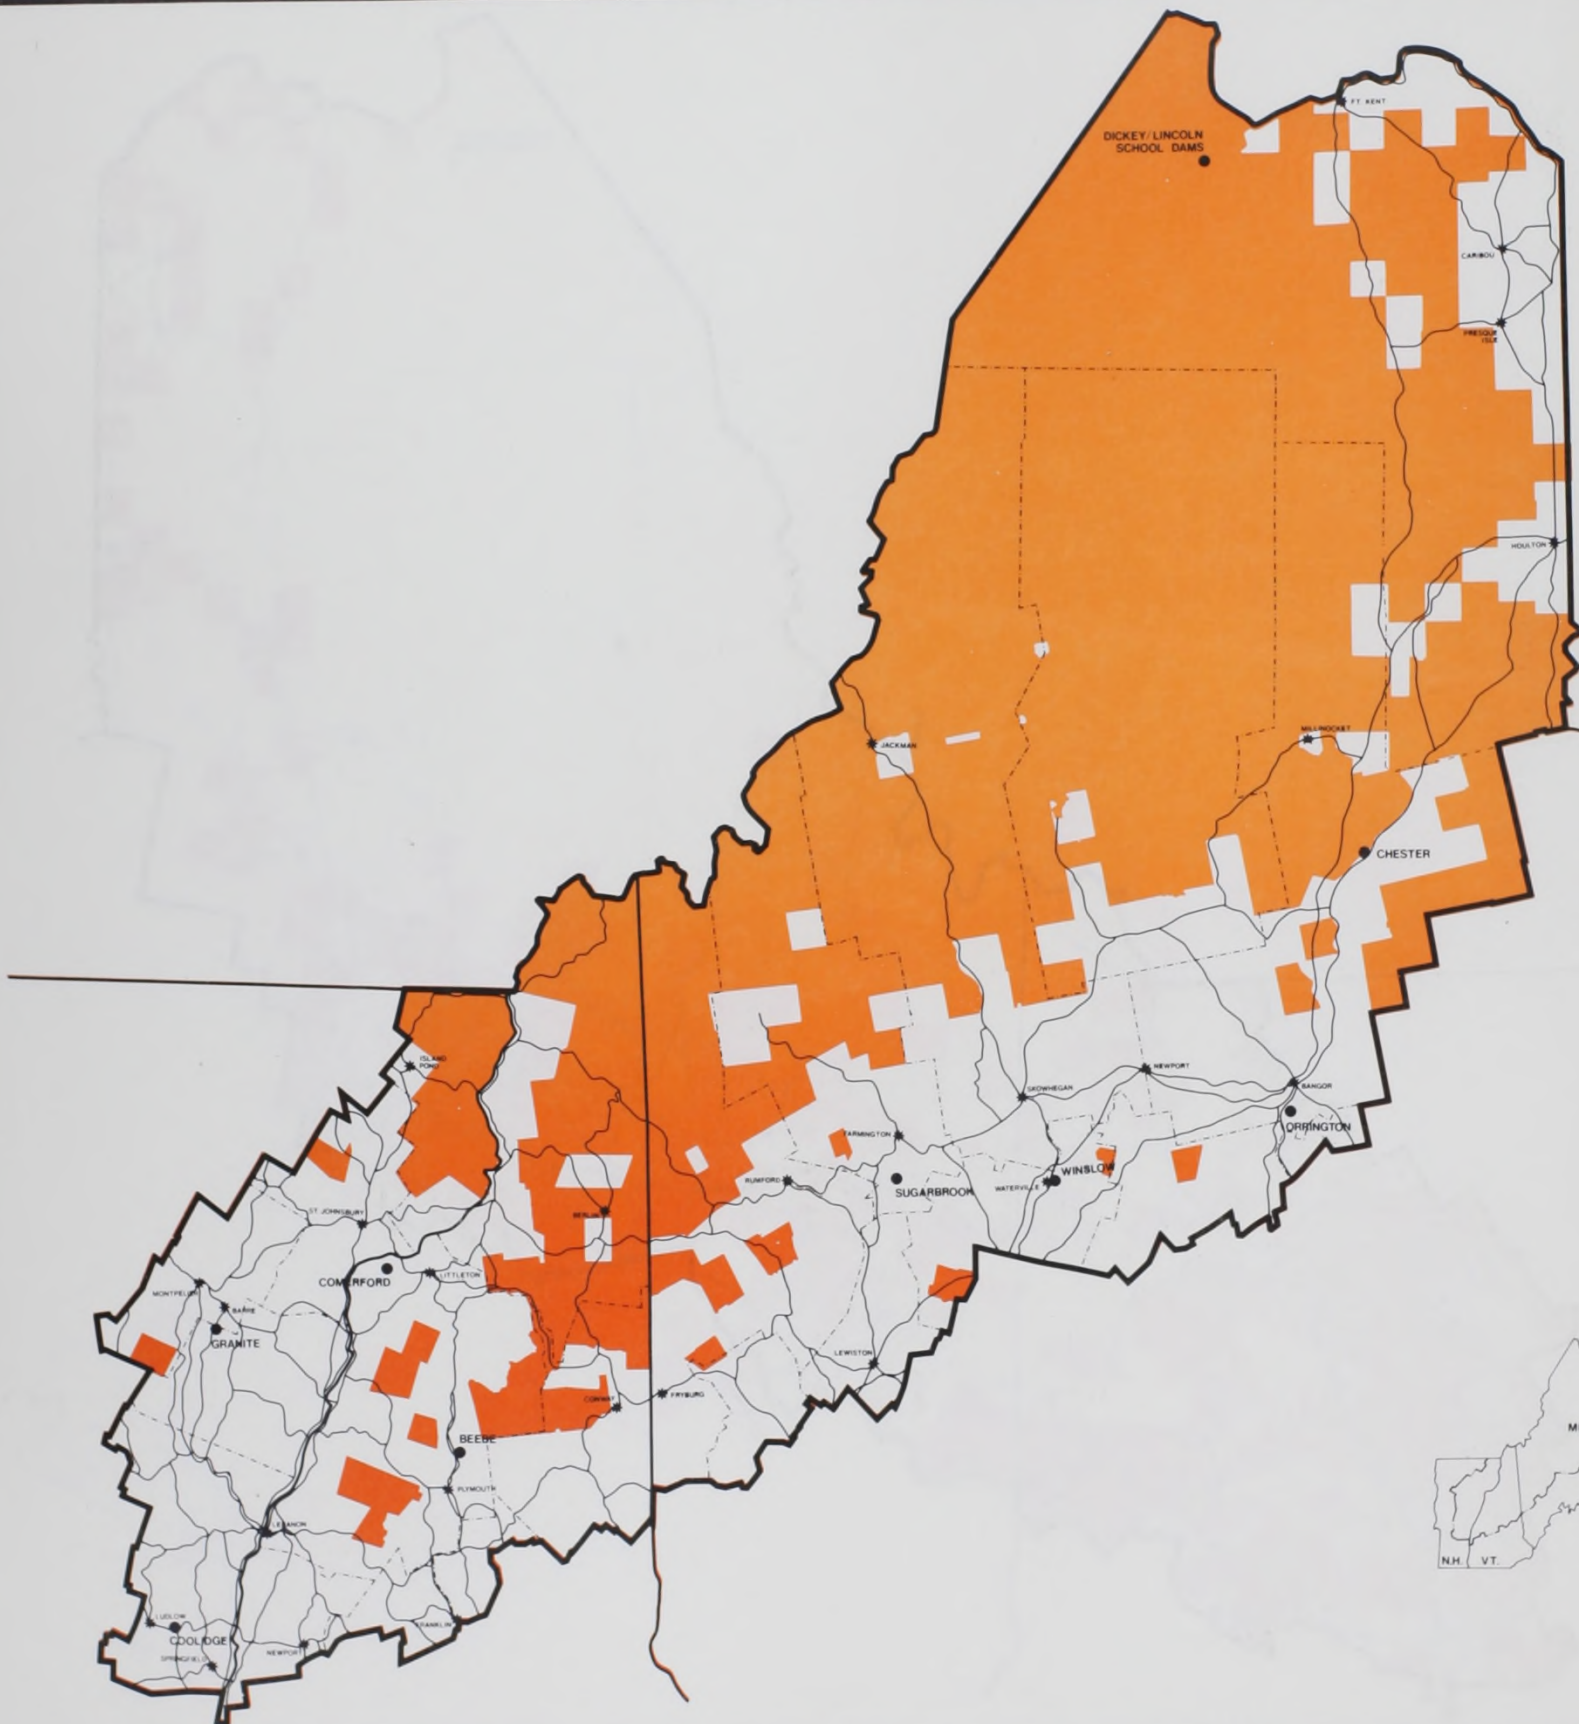 FT. KENT
DICKEY/LINCOLN
SCHOOL DAMS
CARIBOU
PRESQUE
ISLE
HOULTON
MILLINOCKET
JACKMAN
CHESTER
ISLAND
POND
SKOWHEGAN
NEWPORT
BANGOR
ORRINGTON
FARMINGTON
RUMFORD
SUGARBROOK
WATERVILLE
WINSLOW
ST. JOHNSBURY
BERLIN
COMERFORD
LITTLETON
MONTPELIER
BARRE
GRANITE
LEWISTON
CONWAY
FRYBURG
BEEBE
PLYMOUTH
LEBANON
LUDLOW
COOLIDGE
SPRINGFIELD
NEWPORT
FRANKLIN
M
N.H.
VT.